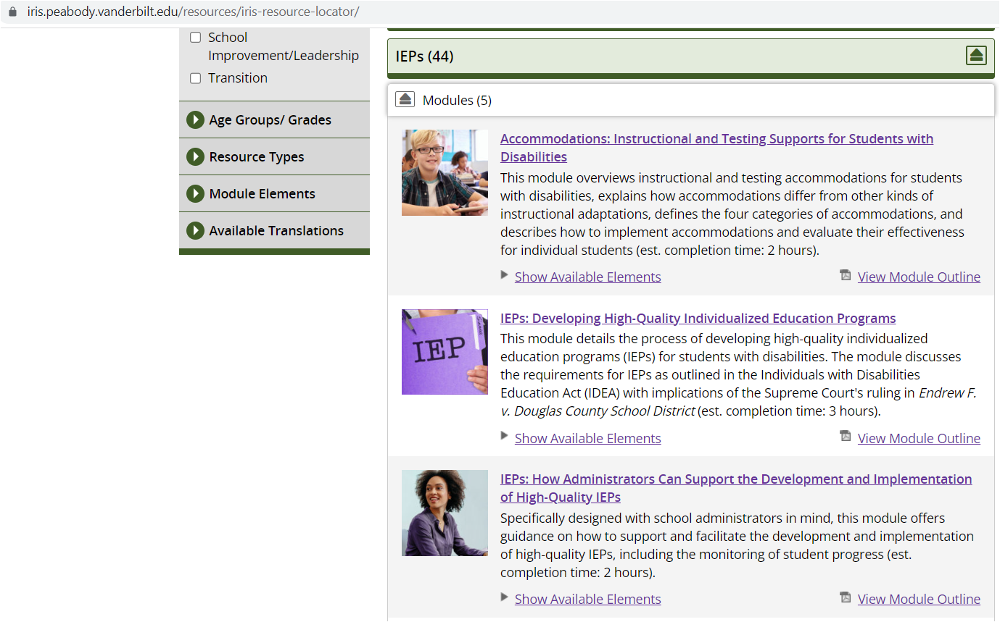 iris.peabody.vanderbilt.edu/resources/iris-resource-locator/
School
Improvement/Leadership
Transition
Age Groups/ Grades
Resource Types
Module Elements
Available Translations
IEPs (44)
Modules (5)
Accommodations: Instructional and Testing Supports for Students with
Disabilities
This module overviews instructional and testing accommodations for students
with disabilities, explains how accommodations differ from other kinds of
instructional adaptations, defines the four categories of accommodations, and
describes how to implement accommodations and evaluate their effectiveness
for individual students (est. completion time: 2 hours).
Show Available Elements
View Module Outline
IEP
IEPs: Developing High-Quality Individualized Education Programs
This module details the process of developing high-quality individualized
education programs (IEPs) for students with disabilities. The module discusses
the requirements for IEPs as outlined in the Individuals with Disabilities
Education Act (IDEA) with implications of the Supreme Court's ruling in Endrew F.
v. Douglas County School District (est. completion time: 3 hours).
Show Available Elements
View Module Outline
IEPs: How Administrators Can Support the Development and Implementation
of High-Quality IEPs
Specifically designed with school administrators in mind, this module offers
guidance on how to support and facilitate the development and implementation
of high-quality IEPs, including the monitoring of student progress (est.
completion time: 2 hours).
Show Available Elements
View Module Outline